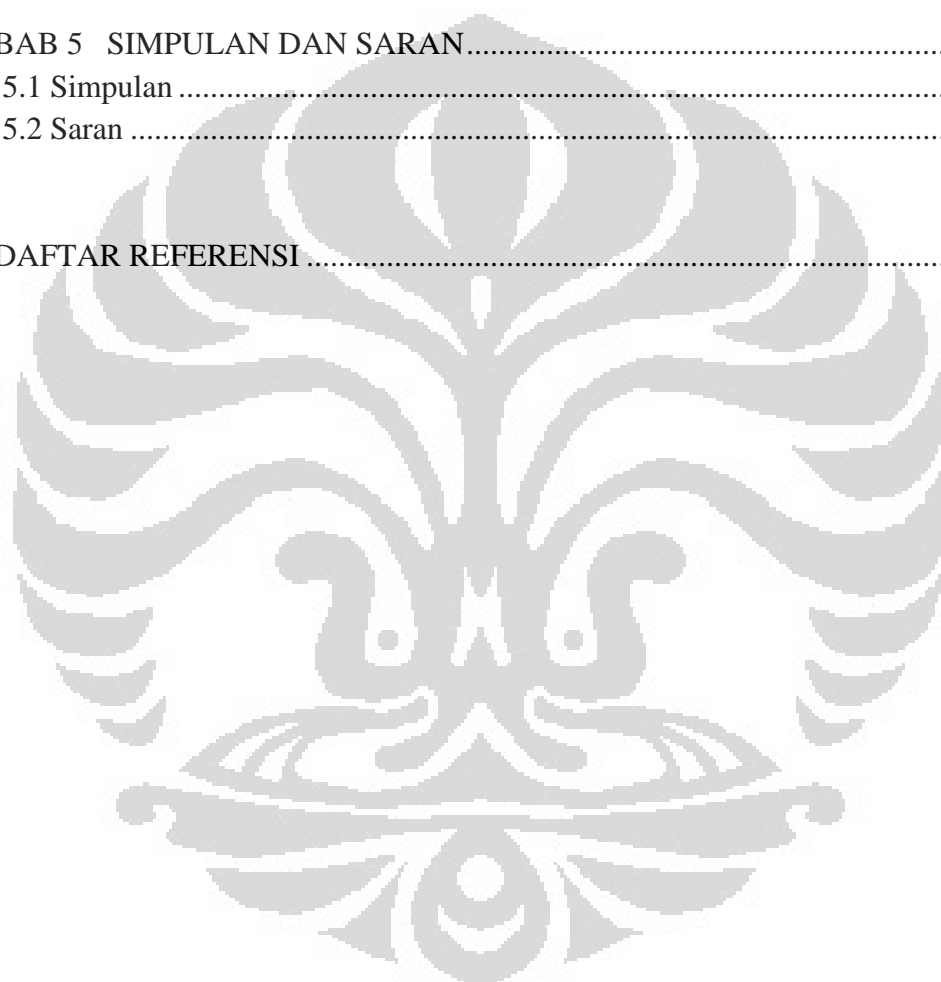 BAB 5 SIMPULAN DAN SARAN................................................................
5.1 Simpulan ....................................................................................................
5.2 Saran ..........................................................................................................
DAFTAR REFERENSI ....................................................................................